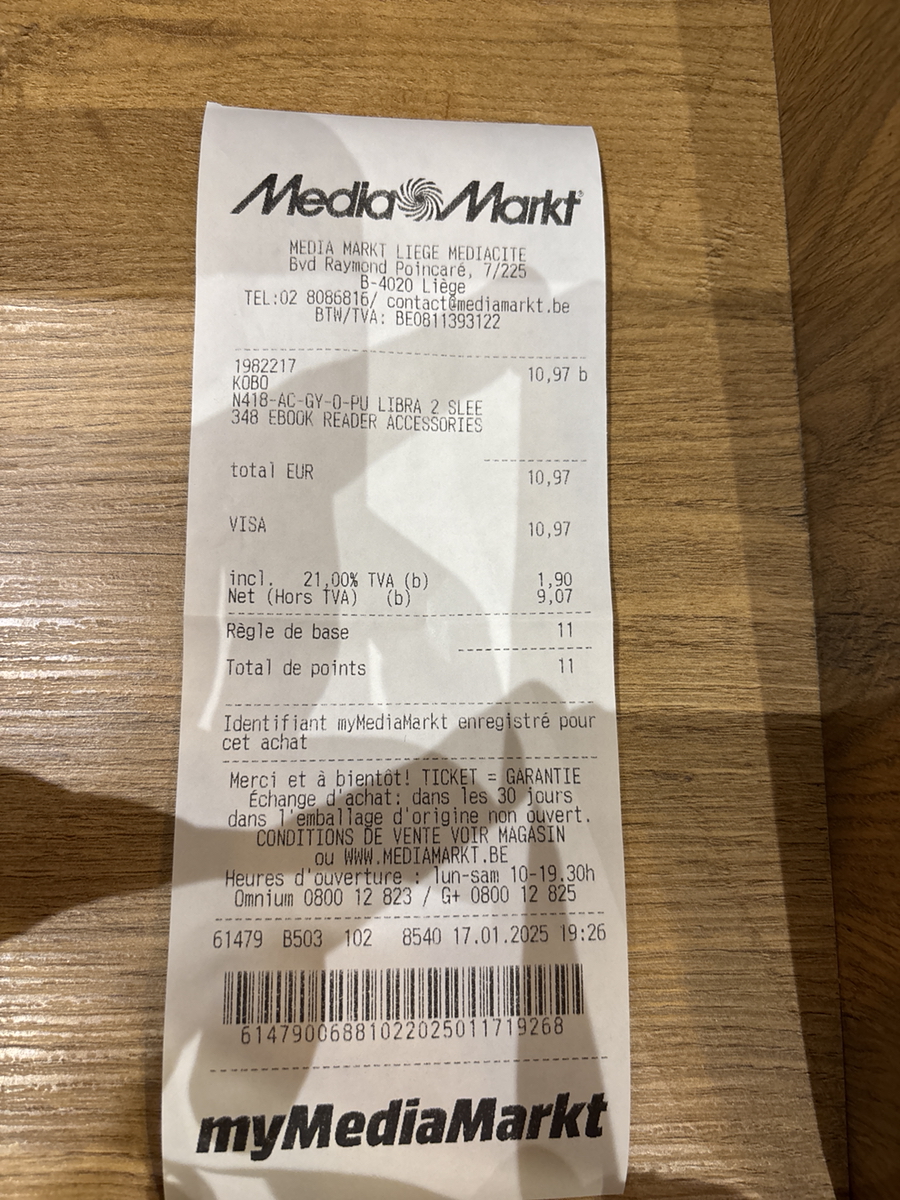 Media Markt
MEDIA MARKT LIEGE MEDIACITE
Bvd Raymond Poincaré, 7/225
B-4020 Liège
TEL:02 8086816/ contact@mediamarkt.be
BTW/TVA: BE0811393122
1982217 10,97 b
KOBO
N418-AC-GY-O-PU LIBRA 2 SLEE
348 EBOOK READER ACCESSORIES
total EUR 10,97
VISA 10,97
incl. 21,00% TVA (b) 1,90
Net (Hors TVA) (b) 9,07
Règle de base 11
Total de points 11
Identifiant myMediaMarkt enregistré pour
cet achat
Merci et à bientôt! TICKET = GARANTIE
Échange d'achat: dans les 30 jours
dans l'emballage d'origine non ouvert.
CONDITIONS DE VENTE VOIR MAGASIN
ou WWW.MEDIAMARKT.BE
Heures d'ouverture : lun-sam 10-19.30h
Omnium 0800 12 823 / G+ 0800 12 825
61479 B503 102 8540 17.01.2025 19:26
61479006881022025011719268
myMediaMarkt